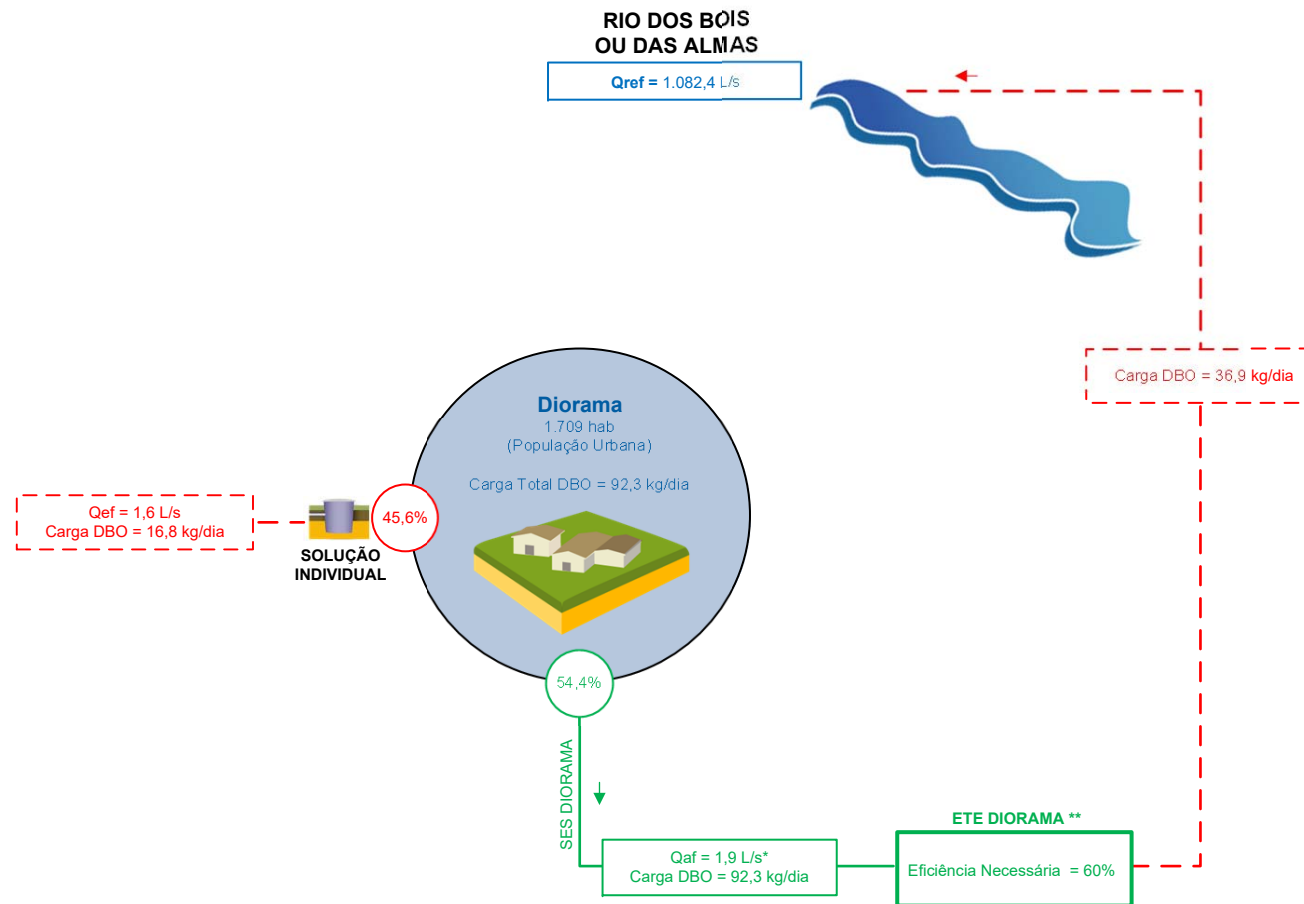 RIO DOS BOIS
OU DAS ALMAS
Qref = 1.082,4 L/s
Carga DBO = 36,9 kg/dia
Diorama
1.709 hab
(População Urbana)
Carga Total DBO = 92,3 kg/dia
Qef = 1,6 L/s
Carga DBO = 16,8 kg/dia
45,6%
SOLUÇÃO
INDIVIDUAL
54,4%
SES DIORAMA
Qaf = 1,9 L/s*
Carga DBO = 92,3 kg/dia
ETE DIORAMA **
Eficiência Necessária = 60%